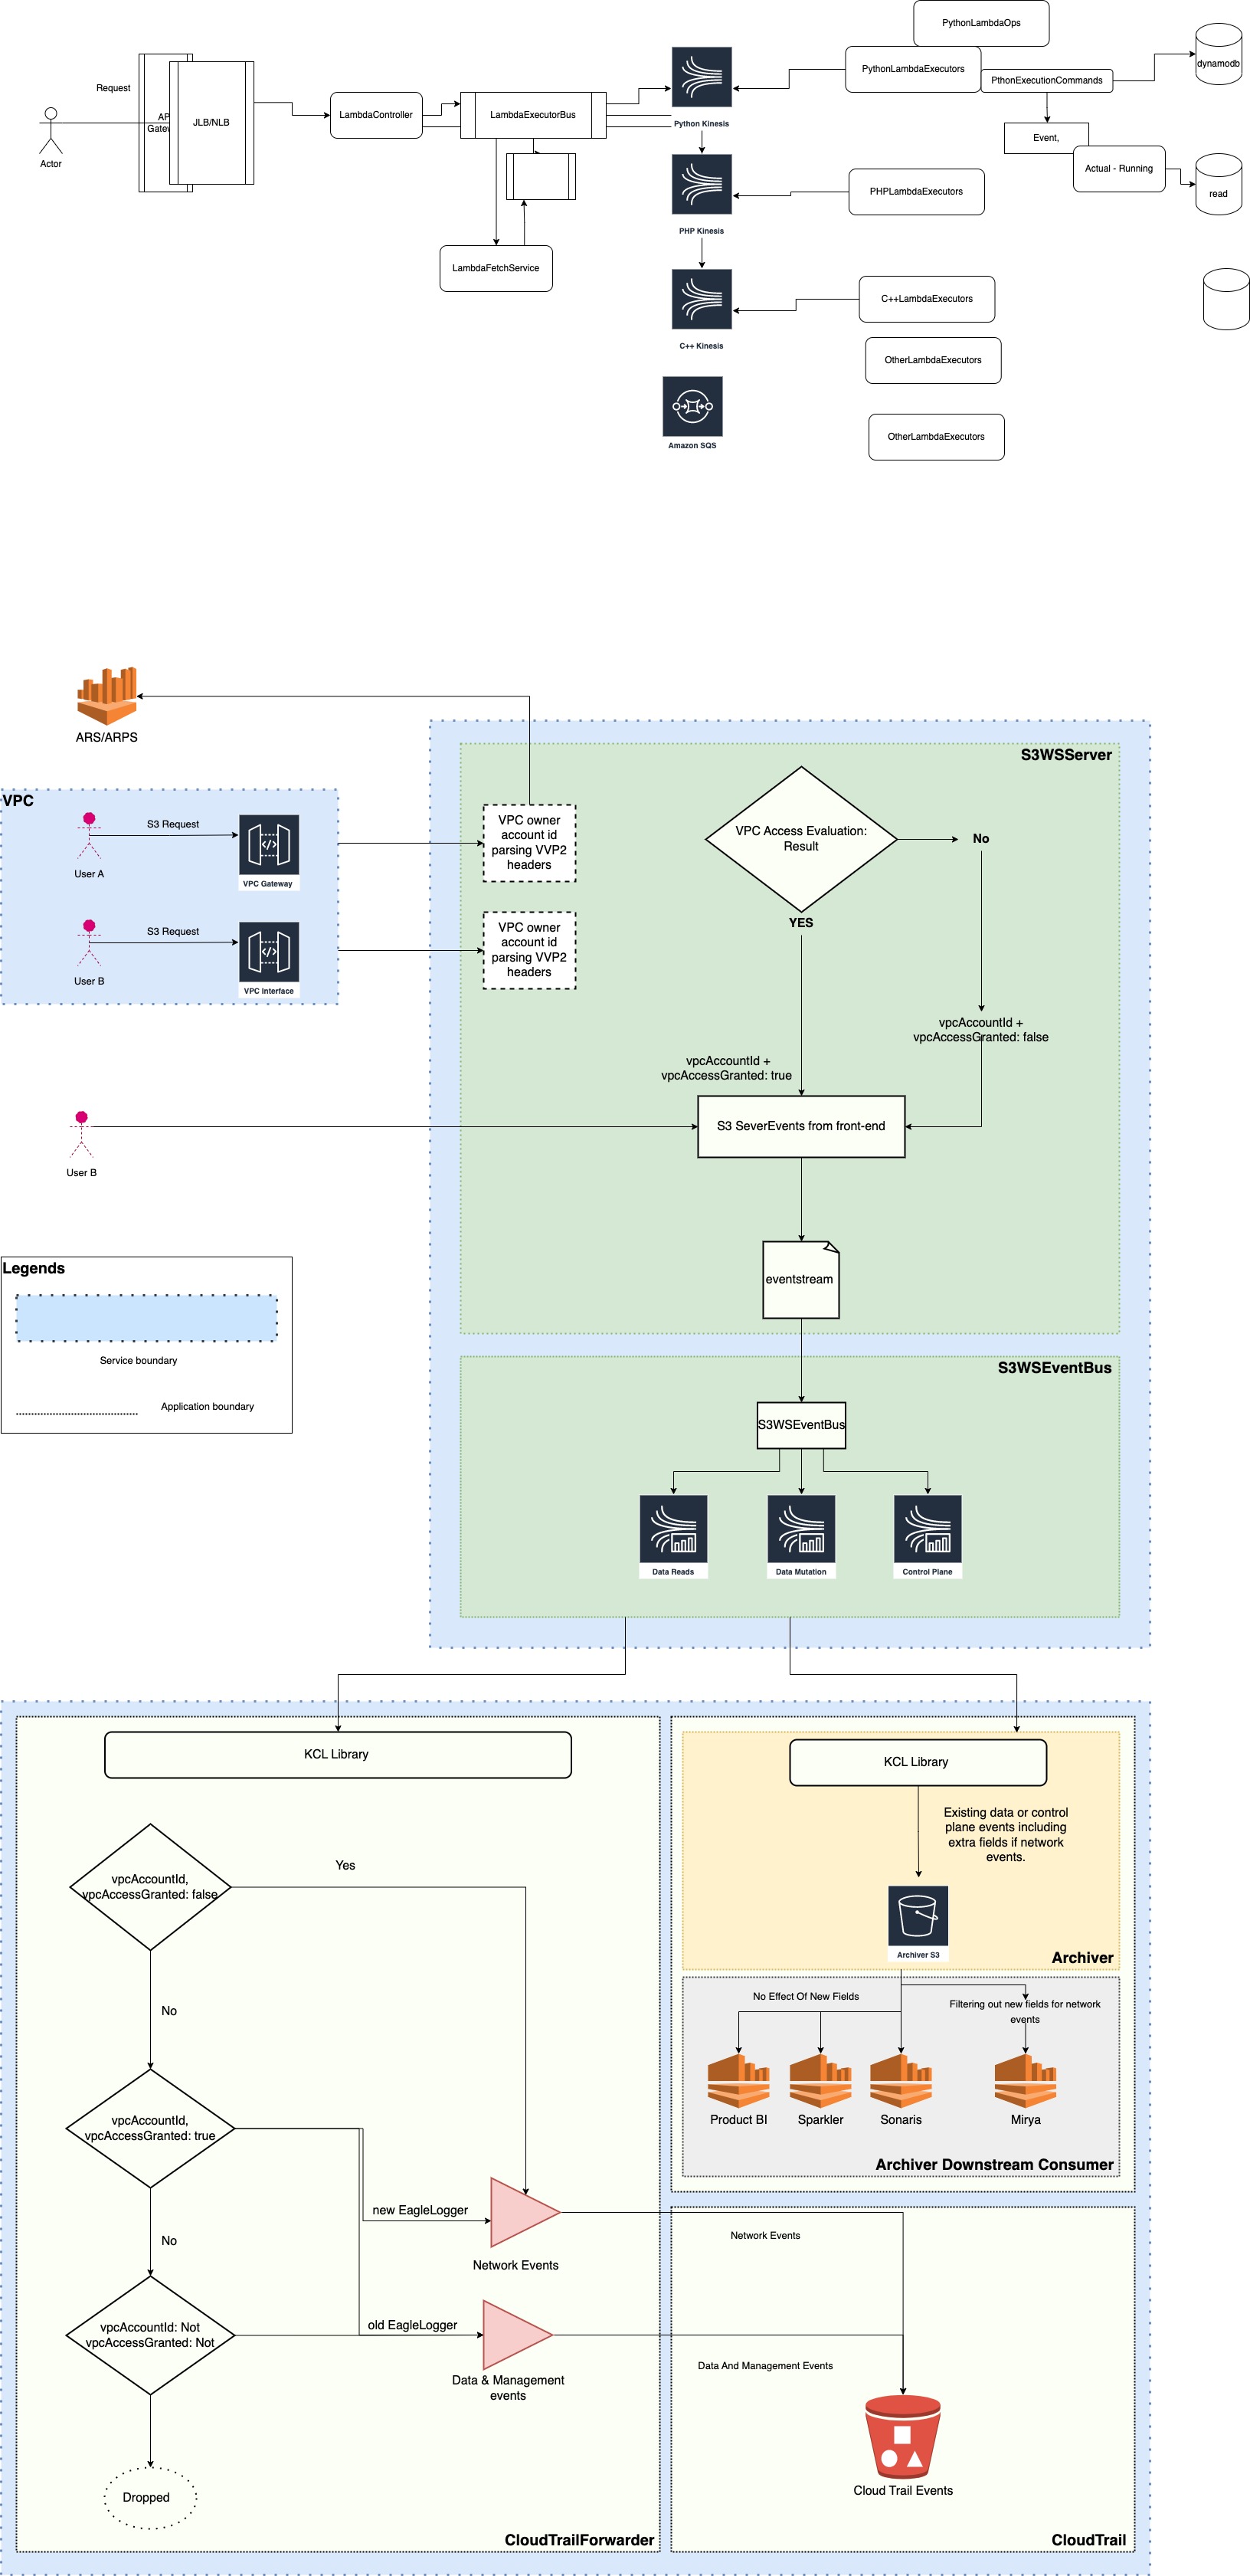 PythonLambdaOps
PythonLambdaExecutors
PthonExecutionCommands
dynamodb
Request
AP
Gatew
JLB/NLB
LambdaController
LambdaExecutorBus
Python Kinesis
Actor
Event,
Actual - Running
read
PHPLambdaExecutors
PHP Kinesis
LambdaFetchService
C++LambdaExecutors
C++ Kinesis
OtherLambdaExecutors
Amazon SQS
OtherLambdaExecutors
ARS/ARPS
S3WSServer
VPC
S3 Request
User A
VPC Gateway
VPC owner
account id
parsing VVP2
headers
VPC Access Evaluation:
Result
No
YES
S3 Request
User B
VPC Interface
VPC owner
account id
parsing VVP2
headers
vpcAccountId +
vpcAccessGranted: false
vpcAccountId +
vpcAccessGranted: true
S3 SeverEvents from front-end
User B
eventstream
Legends
Service boundary
Application boundary
S3WSEventBus
S3WSEventBus
Data Reads
Data Mutation
Control Plane
KCL Library
KCL Library
Existing data or control
plane events including
extra fields if network
events.
Archiver S3
Archiver
vpcAccountId,
vpcAccessGranted: false
Yes
No
No Effect Of New Fields
Filtering out new fields for network
events
Product BI
Sparkler
Sonaris
Mirya
Archiver Downstream Consumer
vpcAccountId,
vpcAccessGranted: true
new EagleLogger
Network Events
Network Events
No
vpcAccountId: Not
vpcAccessGranted: Not
old EagleLogger
Data & Management
events
Data And Management Events
Cloud Trail Events
Dropped
CloudTrailForwarder
CloudTrail